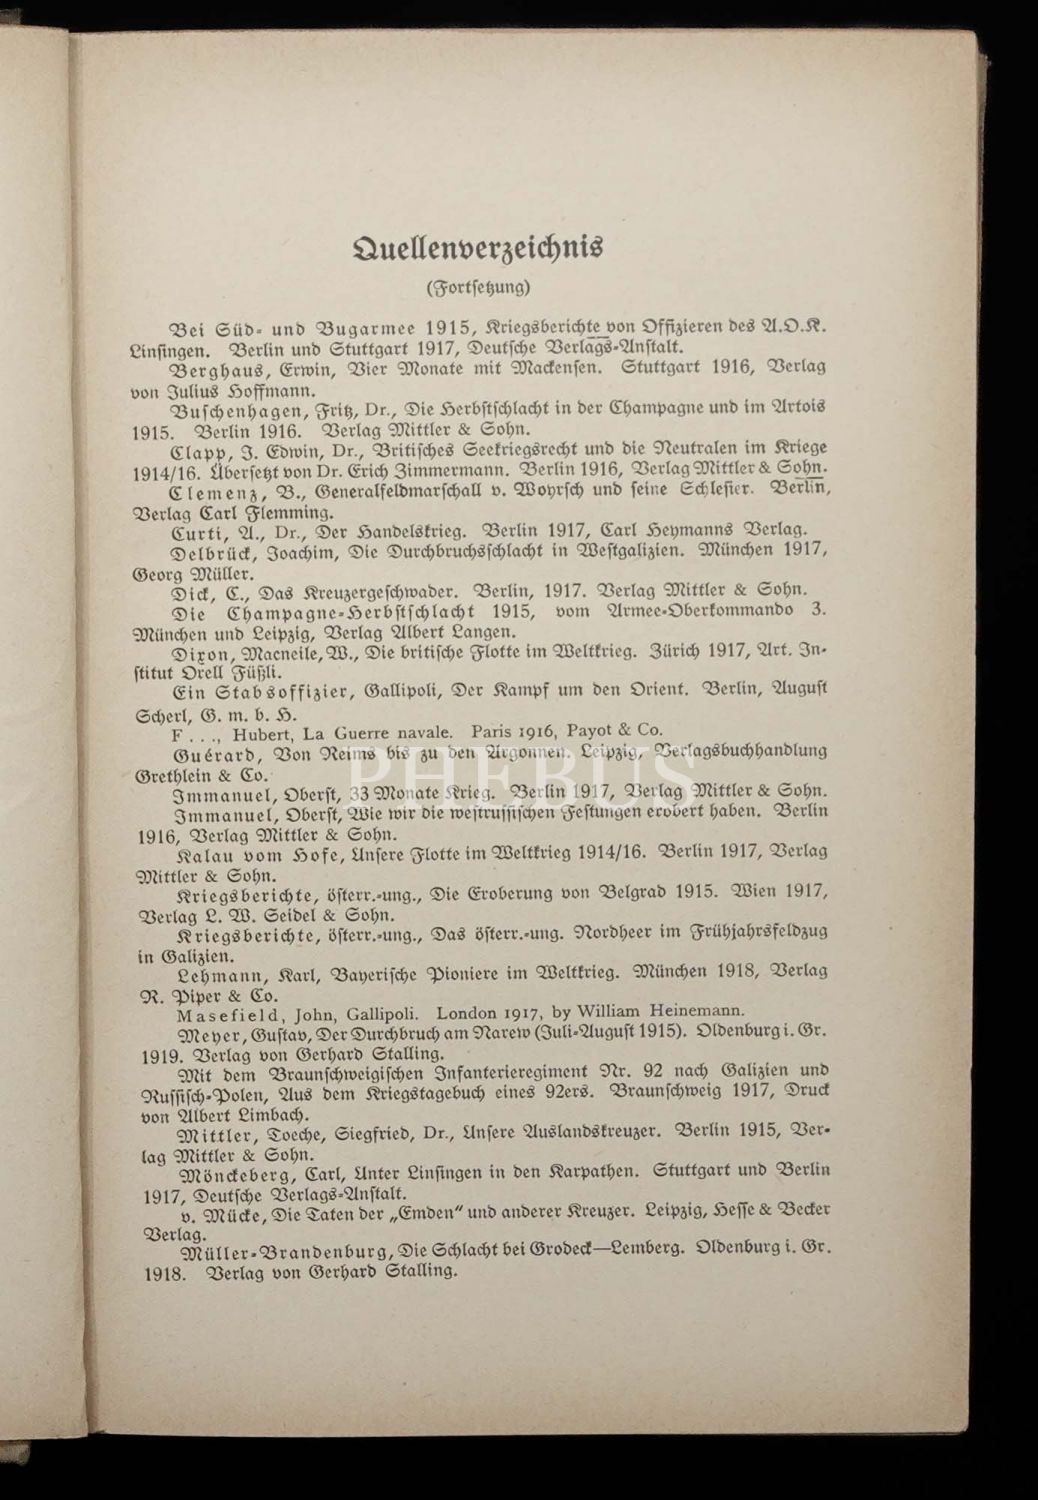 Quellenverzeichnis
(Fortsetzung)
Bei Süd- und Bugarmee 1915, Kriegsberichte von Offizieren des A.O.K.
Linsingen. Berlin und Stuttgart 1917, Deutsche Verlags-Anstalt.
Berghaus, Erwin, Vier Monate mit Mackensen. Stuttgart 1916, Verlag
von Julius Hoffmann.
Buschenhagen, Fritz, Dr., Die Herbstschlacht in der Champagne und im Artois
1915. Berlin 1916. Verlag Mittler & Sohn.
Clapp, J. Edwin, Dr., Britisches Seekriegsrecht und die Neutralen im Kriege
1914/16. Übersetzt von Dr. Erich Zimmermann. Berlin 1916, Verlag Mittler & Sohn.
Clemenz, B., Generalfeldmarschall v. Woyrsch und seine Schlesier. Berlin,
Verlag Carl Flemming.
Curti, A., Dr., Der Handelskrieg. Berlin 1917, Carl Heymanns Verlag.
Delbrück, Joachim, Die Durchbruchsschlacht in Westgalizien. München 1917,
Georg Müller.
Dick, C., Das Kreuzergeschwader. Berlin, 1917. Verlag Mittler & Sohn.
Die Champagne-Herbstschlacht 1915, vom Armee-Oberkommando 3.
München und Leipzig, Verlag Albert Langen.
Dixon, Macneile, W., Die britische Flotte im Weltkrieg. Zürich 1917, Art. In-
stitut Orell Füßli.
Ein Stabsoffizier, Gallipoli, Der Kampf um den Orient. Berlin, August
Scherl, G. m. b. H.
F . . ., Hubert, La Guerre navale. Paris 1916, Payot & Co.
Guérard, Von Reims bis zu den Argonnen. Leipzig, Verlagsbuchhandlung
Grethlein & Co.
PHEBUS
Immanuel, Oberst, 33 Monate Krieg. Berlin 1917, Verlag Mittler & Sohn.
Immanuel, Oberst, Wie wir die westrussischen Festungen erobert haben. Berlin
1916, Verlag Mittler & Sohn.
Kalau vom Hofe, Unsere Flotte im Weltkrieg 1914/16. Berlin 1917, Verlag
Mittler & Sohn.
Kriegsberichte, österr.-ung., Die Eroberung von Belgrad 1915. Wien 1917,
Verlag L. W. Seidel & Sohn.
Kriegsberichte, österr.-ung., Das österr.-ung. Nordheer im Frühjahrsfeldzug
in Galizien.
Lehmann, Karl, Bayerische Pioniere im Weltkrieg. München 1918, Verlag
R. Piper & Co.
Masefield, John, Gallipoli. London 1917, by William Heinemann.
Meyer, Gustav, Der Durchbruch am Narew (Juli-August 1915). Oldenburg i. Gr.
1919. Verlag von Gerhard Stalling.
Mit dem Braunschweigischen Infanterieregiment Nr. 92 nach Galizien und
Russisch-Polen, Aus dem Kriegstagebuch eines 92ers. Braunschweig 1917, Druck
von Albert Limbach.
Mittler, Toeche, Siegfried, Dr., Unsere Auslandskreuzer. Berlin 1915, Ver-
lag Mittler & Sohn.
Mönckeberg, Carl, Unter Linsingen in den Karpathen. Stuttgart und Berlin
1917, Deutsche Verlags-Anstalt.
v. Mücke, Die Taten der „Emden“ und anderer Kreuzer. Leipzig, Hesse & Becker
Verlag.
Müller-Brandenburg, Die Schlacht bei Grodeck—Lemberg. Oldenburg i. Gr.
1918. Verlag von Gerhard Stalling.